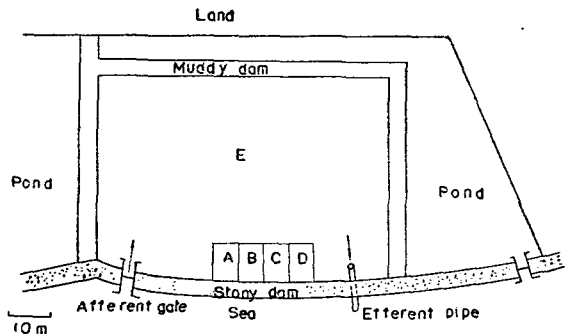 Land
Muddy dam
E
Pond
Pond
A B C D
Stony dam
Afferent gate
Sea
Efferent pipe
10 m